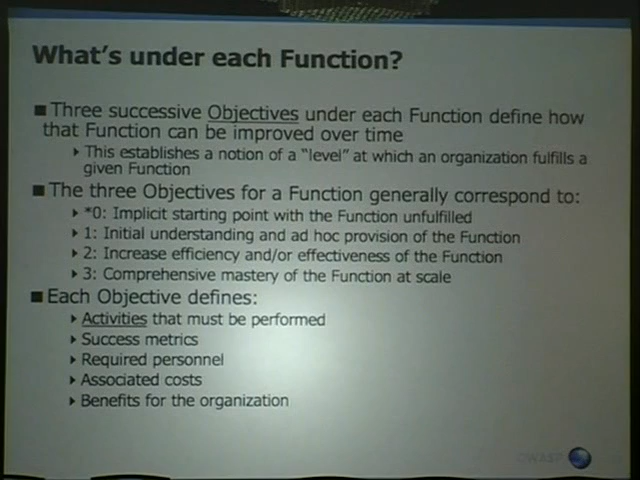 What's under each Function?
■ Three successive Objectives under each Function define how
that Function can be improved over time
‣ This establishes a notion of a "level" at which an organization fulfills a
given Function
■ The three Objectives for a Function generally correspond to:
‣ *0: Implicit starting point with the Function unfulfilled
‣ 1: Initial understanding and ad hoc provision of the Function
‣ 2: Increase efficiency and/or effectiveness of the Function
‣ 3: Comprehensive mastery of the Function at scale
■ Each Objective defines:
‣ Activities that must be performed
‣ Success metrics
‣ Required personnel
‣ Associated costs
‣ Benefits for the organization
OWASP